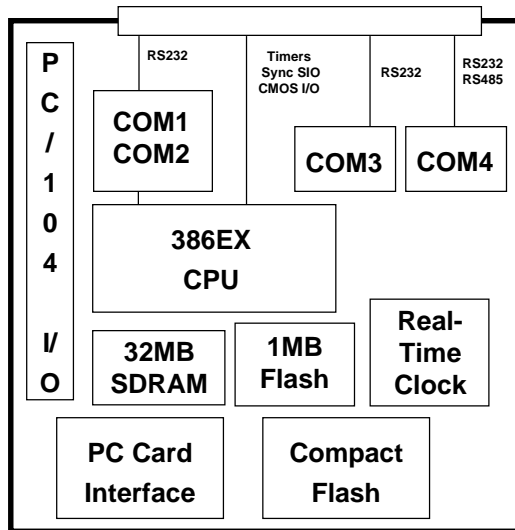 P
C
/
1
0
4
I/
O
RS232
Timers
Sync SIO
CMOS I/O
RS232
RS232
RS485
COM1
COM2
COM3
COM4
386EX
CPU
32MB
SDRAM
1MB
Flash
Real-
Time
Clock
PC Card
Interface
Compact
Flash